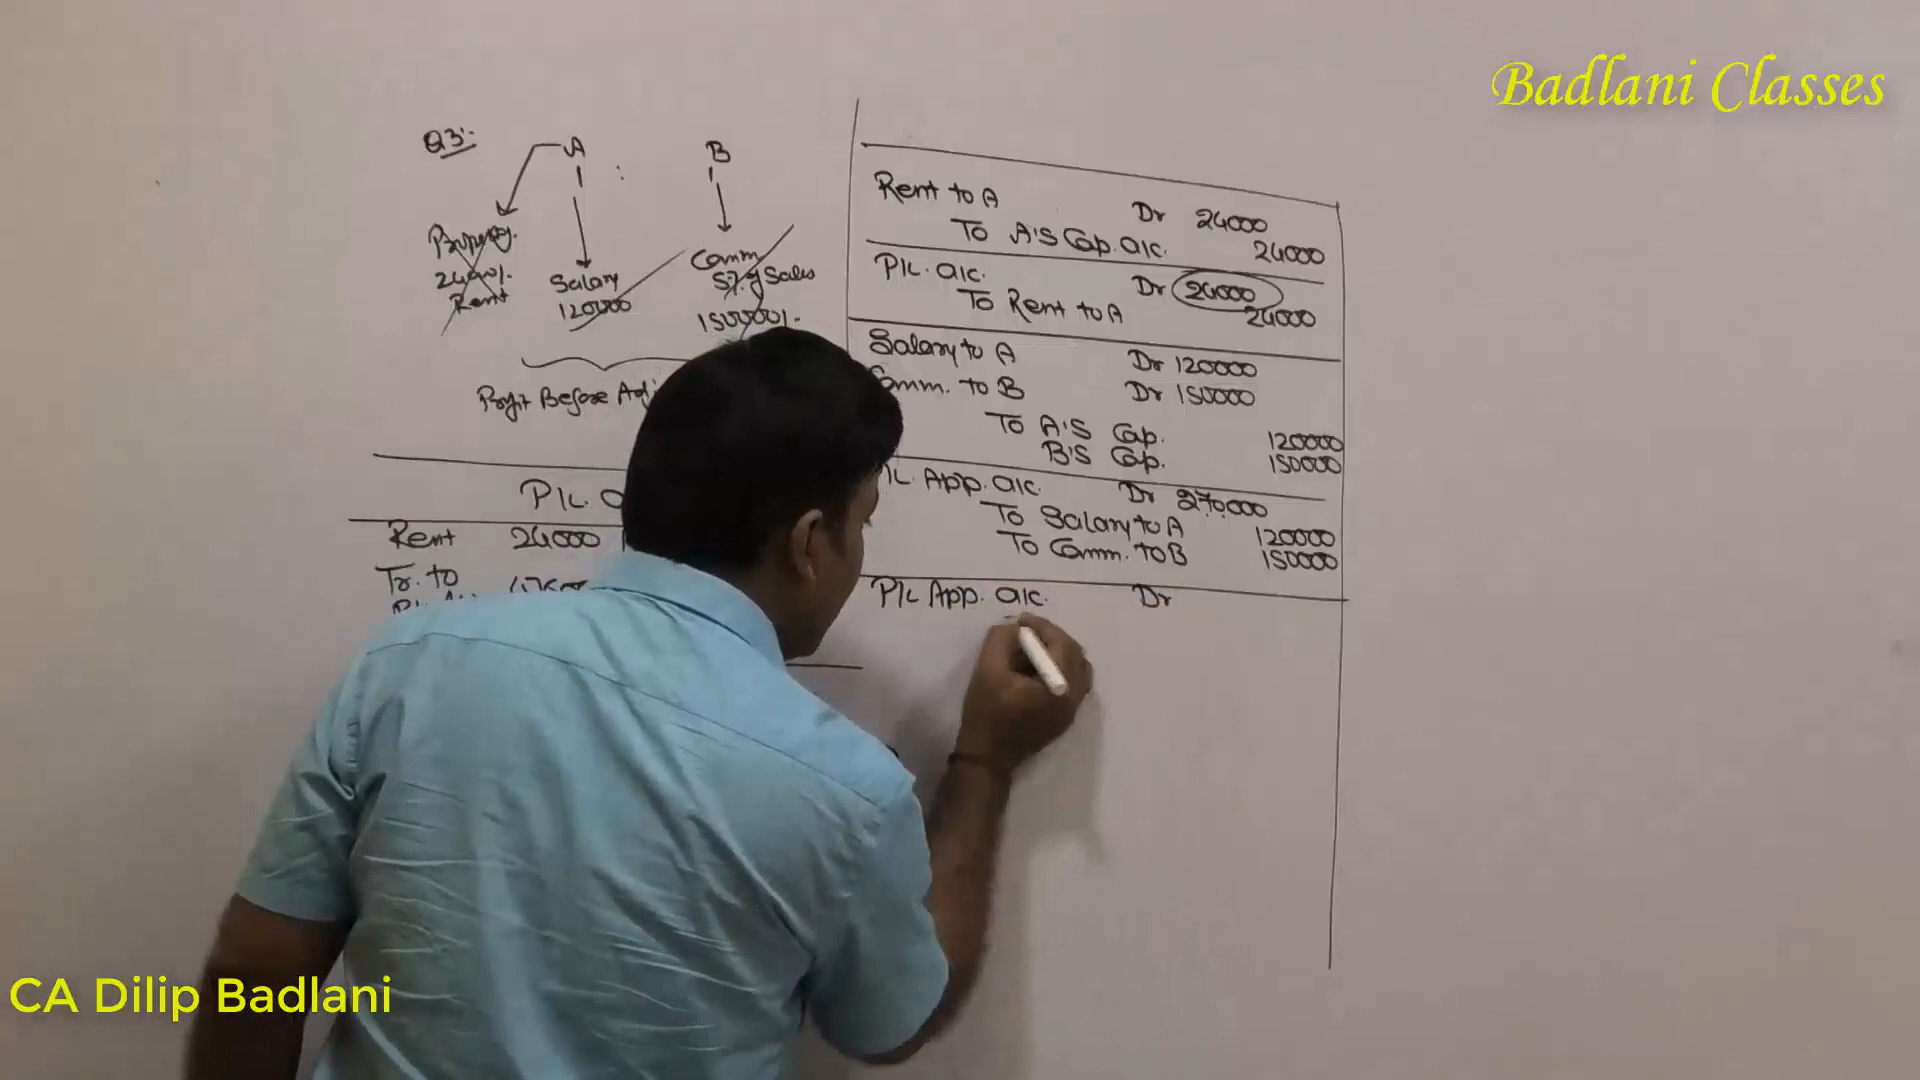 Badlani Classes
Q3:-
A : B
Property
24000/-
Rent
Salary
120000
Comm
5% of Sales
150000/-
Profit Before Adj
P/L. a
Rent 24000
Tr. to
Rent to A Dr 24000
To A'S Cap. a/c. 24000
P/L. a/c. Dr 24000
To Rent to A 24000
Salary to A Dr 120000
Comm. to B Dr 150000
To A'S Cap. 120000
B'S Cap. 150000
P/L. App. a/c. Dr 270000
To Salary to A 120000
To Comm. to B 150000
P/L App. a/c. Dr
CA Dilip Badlani